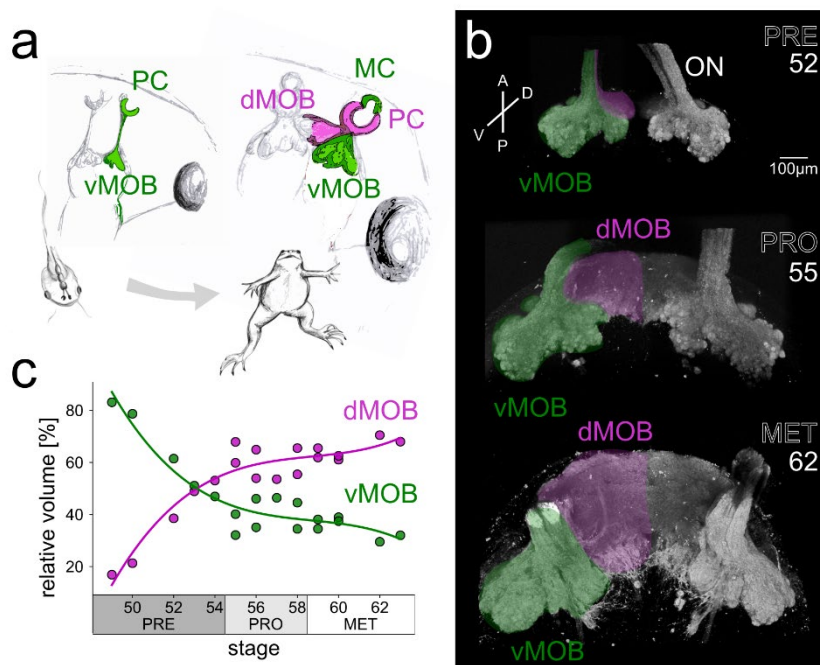 a
PC
vMOB
MC
dMOB
PC
vMOB
b
PRE
52
ON
A
D
V
P
100µm
vMOB
PRO
55
dMOB
vMOB
MET
62
dMOB
vMOB
c
relative volume [%]
80
60
40
20
dMOB
vMOB
50 52 54 56 58 60 62
PRE PRO MET
stage